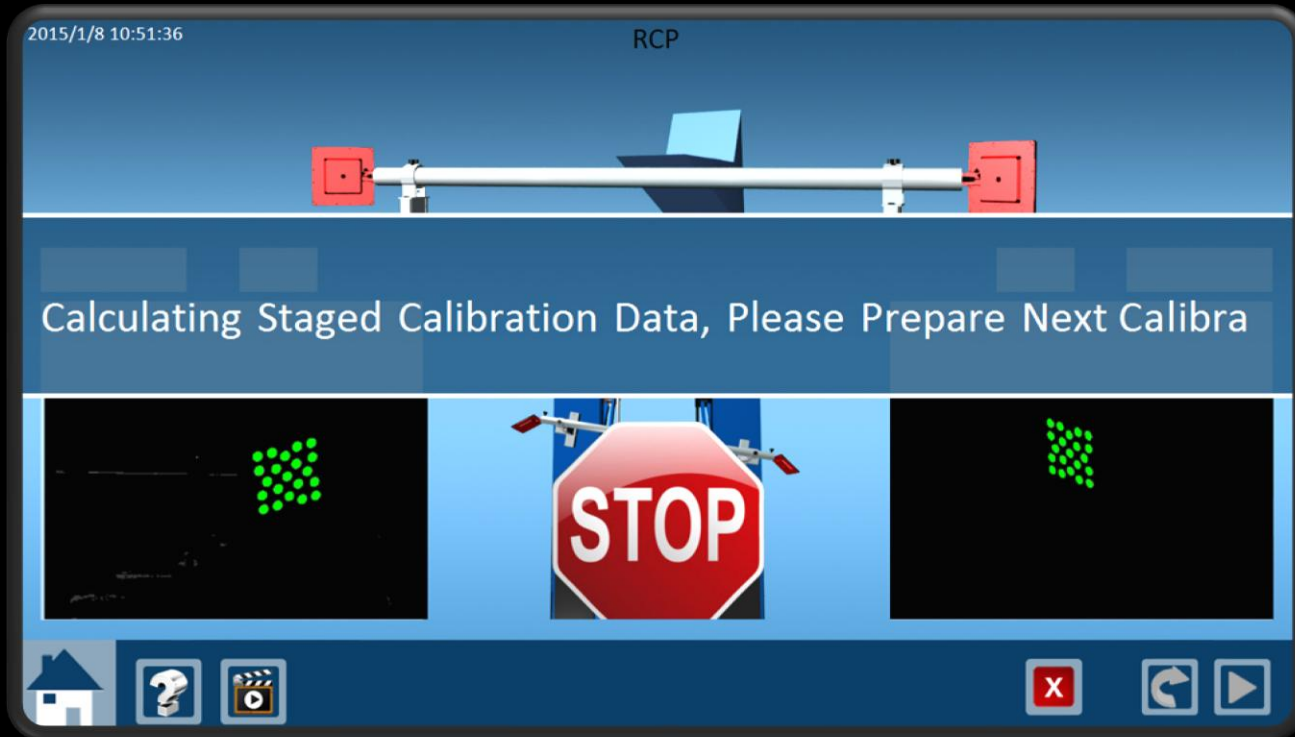 2015/1/8 10:51:36
RCP
Calculating Staged Calibration Data, Please Prepare Next Calibra
STOP
?
X